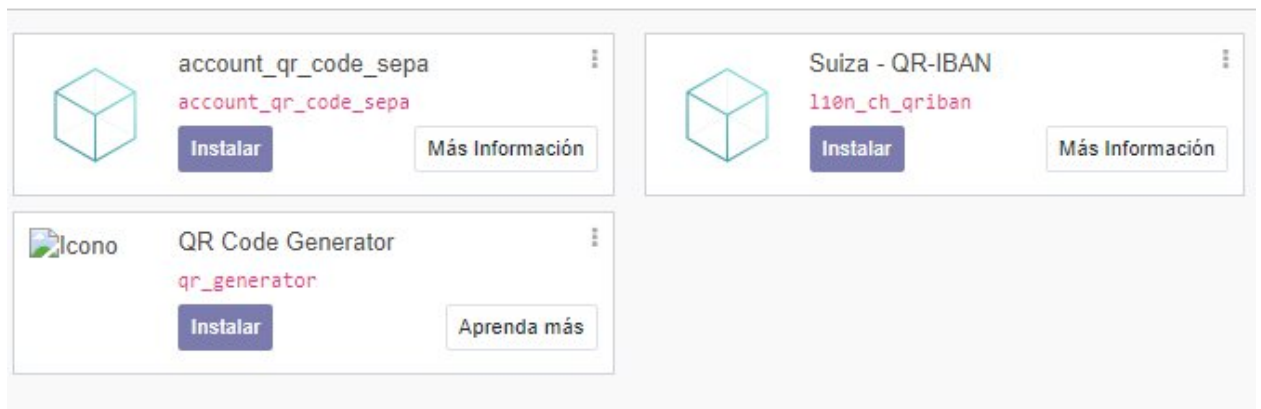 account_qr_code_sepa
account_qr_code_sepa
Instalar
Más Información
Suiza - QR-IBAN
l10n_ch_qriban
Instalar
Más Información
Icono
QR Code Generator
qr_generator
Instalar
Aprenda más